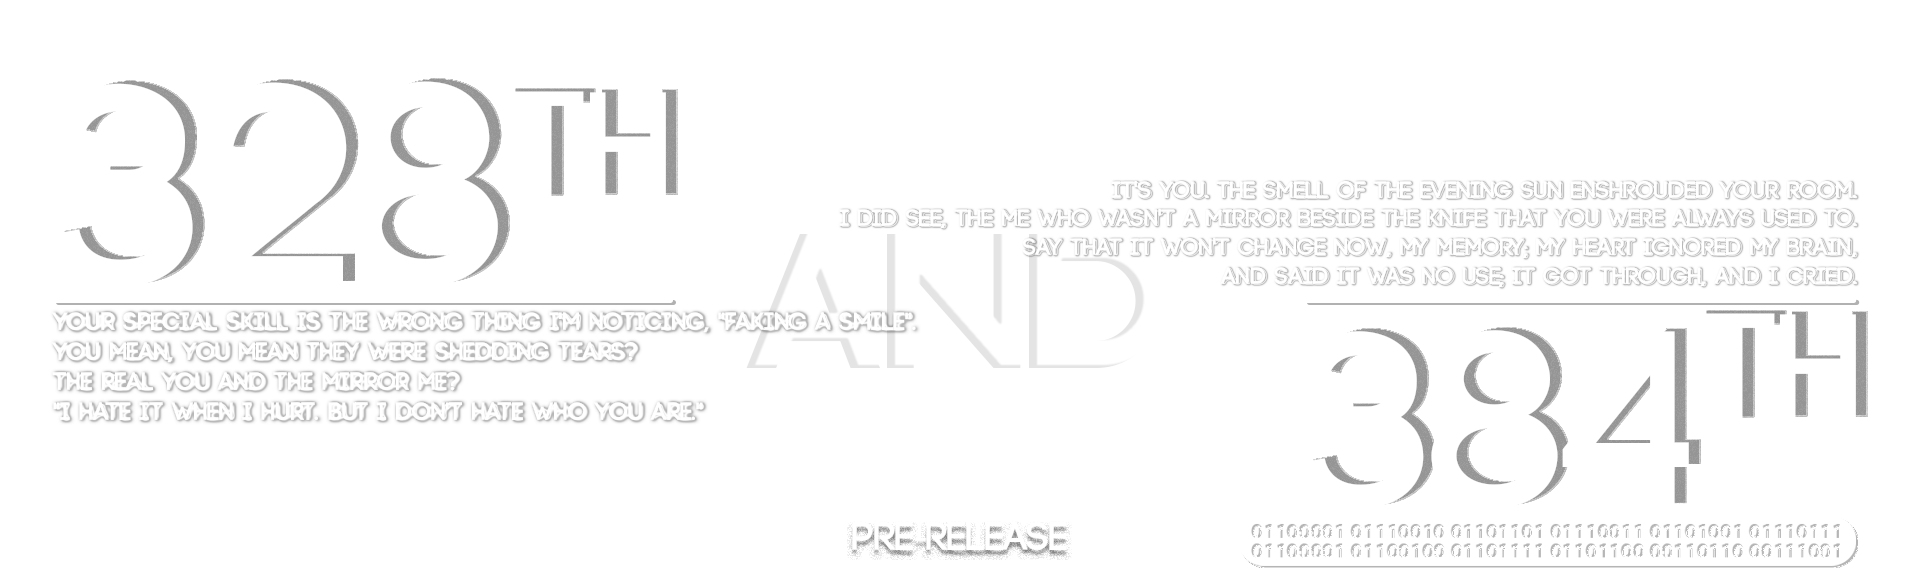 328TH
YOUR SPECIAL SKILL IS THE WRONG THING I'M NOTICING, "FAKING A SMILE".
YOU MEAN, YOU MEAN THEY WERE SHEDDING TEARS?
THE REAL YOU AND THE MIRROR ME?
"I HATE IT WHEN I HURT. BUT I DON'T HATE WHO YOU ARE."
AND
IT'S YOU. THE SMELL OF THE EVENING SUN ENSHROUDED YOUR ROOM.
I DID SEE, THE ME WHO WASN'T A MIRROR BESIDE THE KNIFE THAT YOU WERE ALWAYS USED TO.
SAY THAT IT WON'T CHANGE NOW, MY MEMORY; MY HEART IGNORED MY BRAIN,
AND SAID IT WAS NO USE; IT GOT THROUGH, AND I CRIED.
384TH
PRE-RELEASE
01100001 01110010 01101101 01110011 01101001 01110111
01100001 01100100 01101111 01101100 00110110 00111001